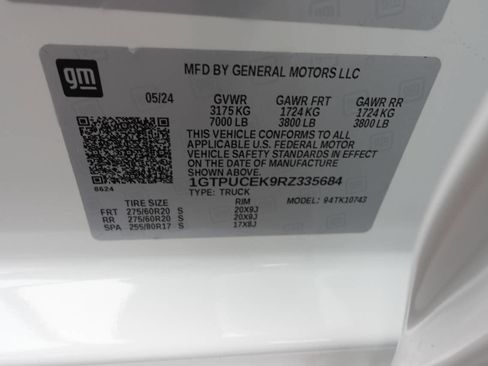 gm
MFD BY GENERAL MOTORS LLC
05/24 GVWR GAWR FRT GAWR RR
3175 KG 1724 KG 1724 KG
7000 LB 3800 LB 3800 LB
THIS VEHICLE CONFORMS TO ALL
APPLICABLE U.S. FEDERAL MOTOR
VEHICLE SAFETY STANDARDS IN EFFECT
ON THE DATE OF MANUFACTURE
SHOWN ABOVE.
1GTPUCEK9RZ335684
8624 TYPE: TRUCK
TIRE SIZE RIM MODEL: 94TK10743
FRT 275/60R20 S 20X9J
RR 275/60R20 S 20X9J
SPA 255/80R17 S 17X8J